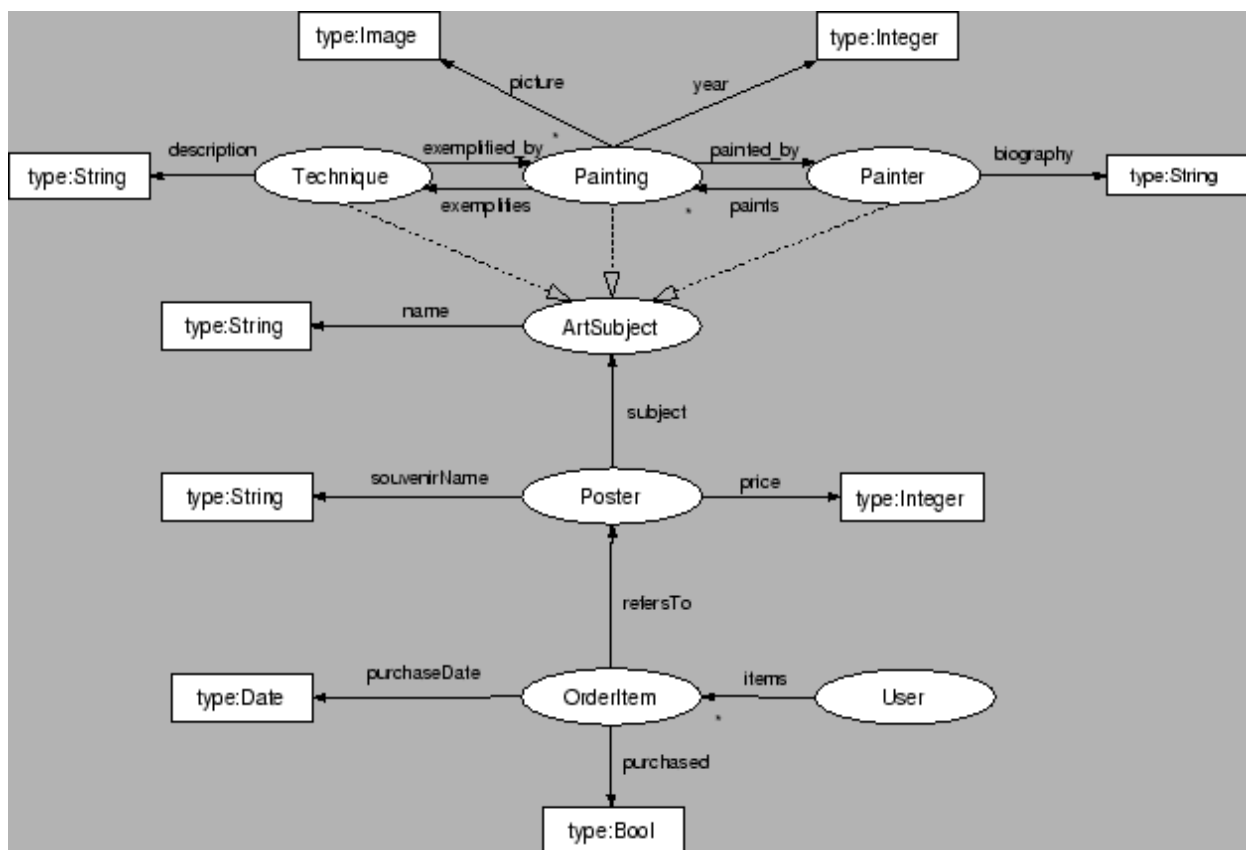 type:Image
type:Integer
picture
year
*
description
exemplified_by
painted_by
biography
type:String
Technique
Painting
Painter
type:String
exemplifies
*
paints
name
type:String
ArtSubject
subject
souvenirName
price
type:String
Poster
type:Integer
refersTo
purchaseDate
items
type:Date
OrderItem
User
*
purchased
type:Bool